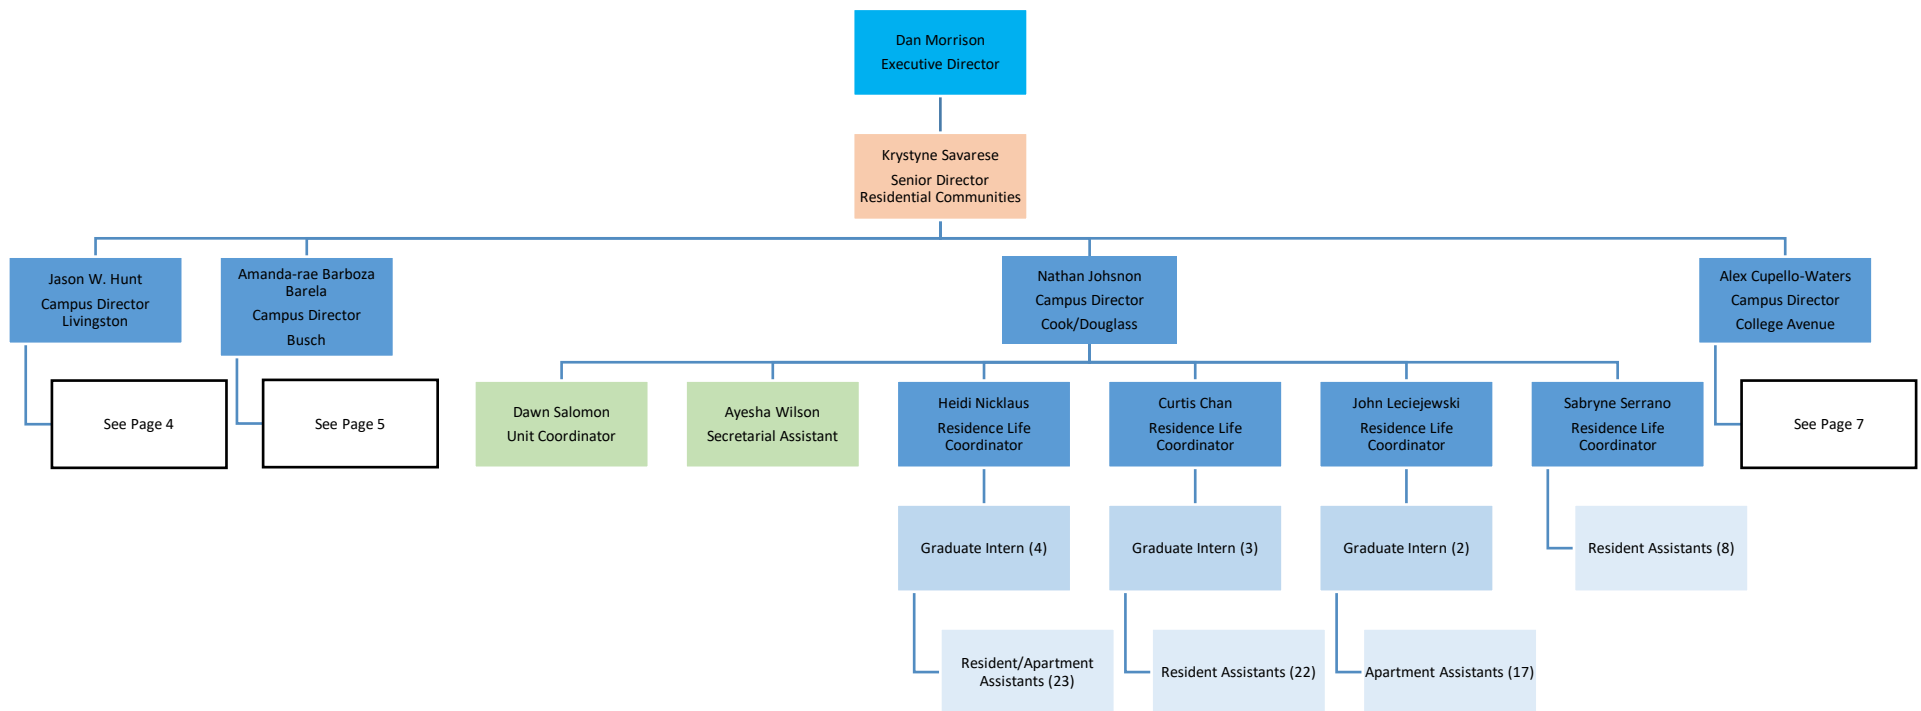 Dan Morrison
Executive Director
Krystyne Savarese
Senior Director
Residential Communities
Jason W. Hunt
Campus Director
Livingston
Amanda-rae Barboza
Barela
Campus Director
Busch
Nathan Johsnon
Campus Director
Cook/Douglass
Alex Cupello-Waters
Campus Director
College Avenue
See Page 4
See Page 5
Dawn Salomon
Unit Coordinator
Ayesha Wilson
Secretarial Assistant
Heidi Nicklaus
Residence Life
Coordinator
Curtis Chan
Residence Life
Coordinator
John Leciejewski
Residence Life
Coordinator
Sabryne Serrano
Residence Life
Coordinator
See Page 7
Graduate Intern (4)
Graduate Intern (3)
Graduate Intern (2)
Resident Assistants (8)
Resident/Apartment
Assistants (23)
Resident Assistants (22)
Apartment Assistants (17)